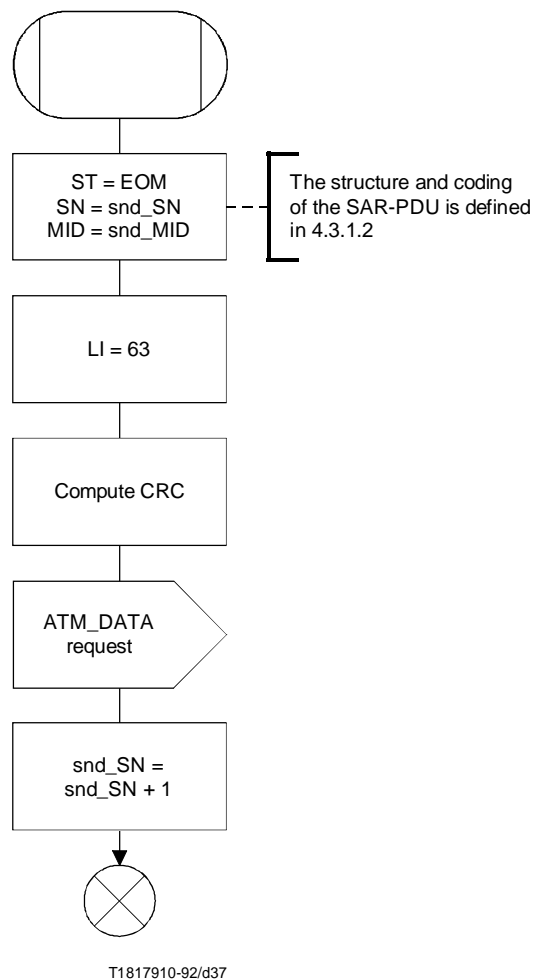 ST = EOM
SN = snd_SN
MID = snd_MID
The structure and coding
of the SAR-PDU is defined
in 4.3.1.2
LI = 63
Compute CRC
ATM_DATA
request
snd_SN =
snd_SN + 1
T1817910-92/d37